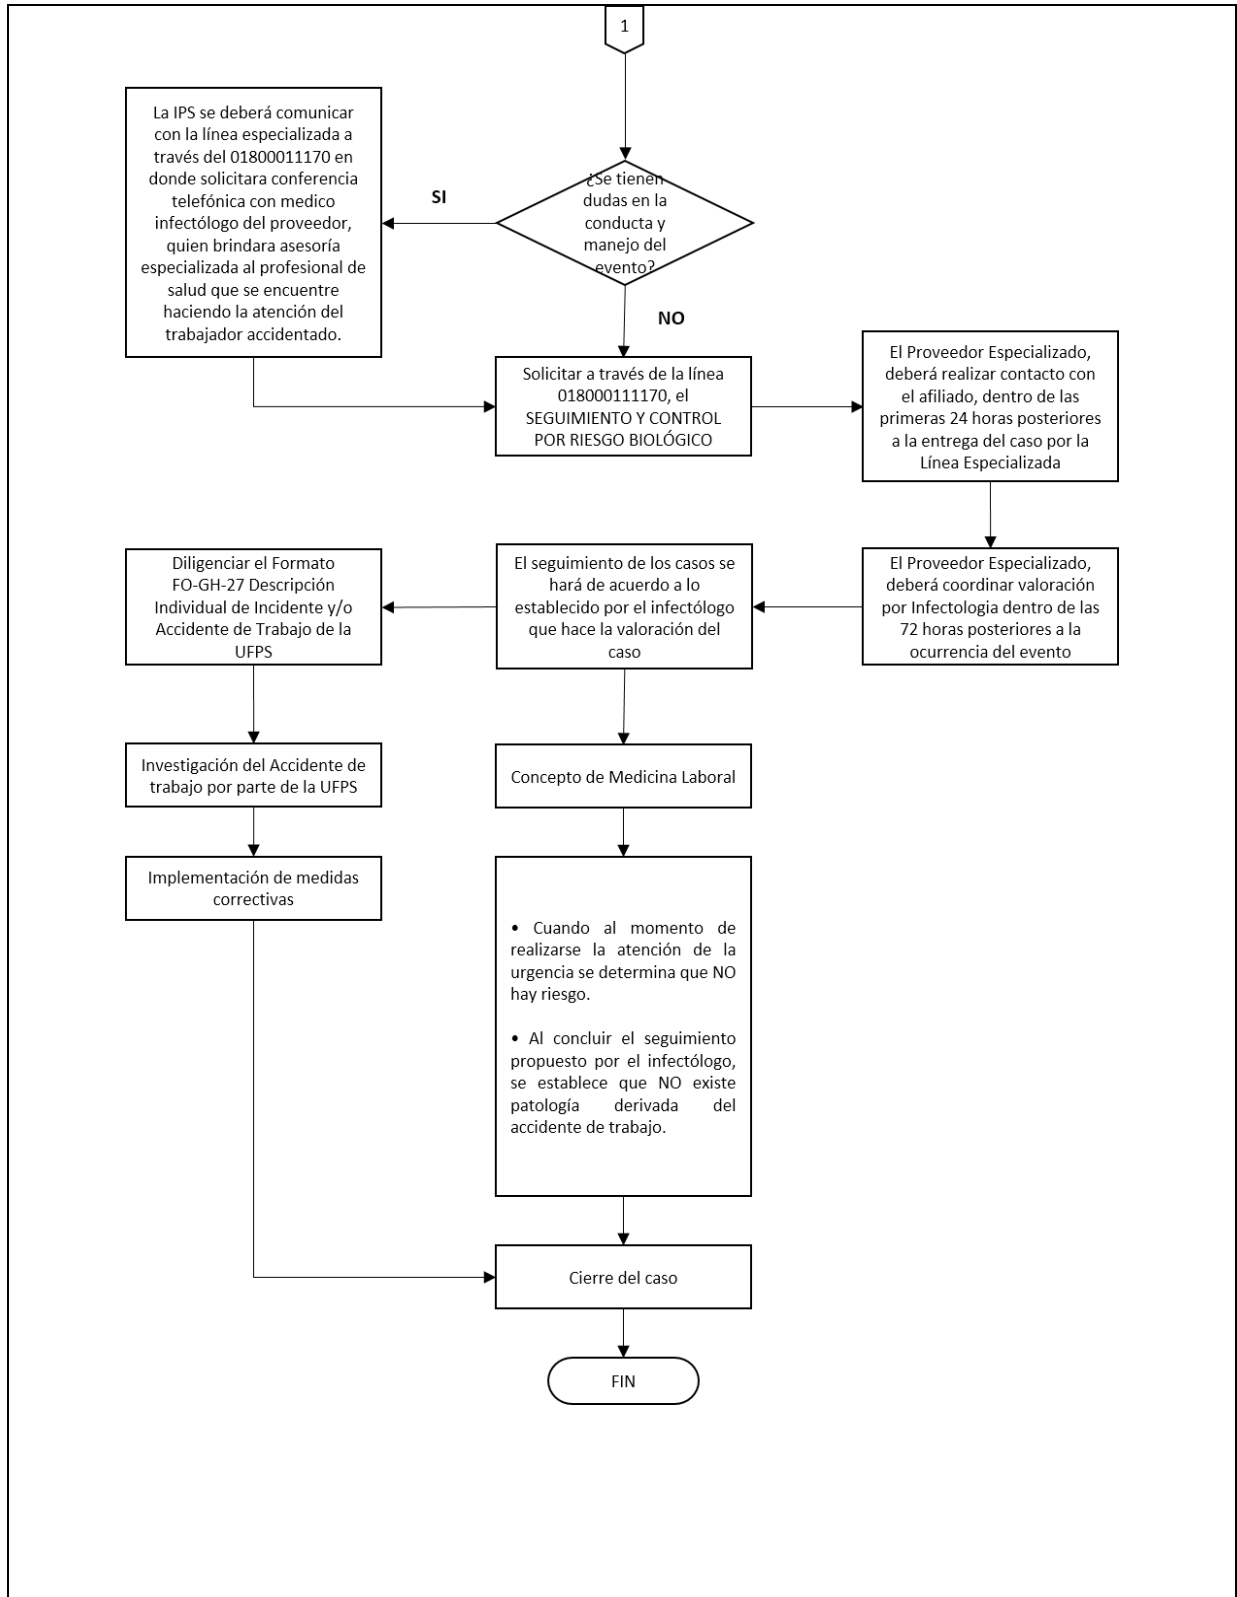 1
La IPS se deberá comunicar
con la línea especializada a
través del 01800011170 en
donde solicitara conferencia
telefónica con medico
infectólogo del proveedor,
quien brindara asesoría
especializada al profesional de
salud que se encuentre
haciendo la atención del
trabajador accidentado.
SI
¿Se tienen
dudas en la
conducta y
manejo del
evento?
NO
Solicitar a través de la línea
018000111170, el
SEGUIMIENTO Y CONTROL
POR RIESGO BIOLÓGICO
El Proveedor Especializado,
deberá realizar contacto con
el afiliado, dentro de las
primeras 24 horas posteriores
a la entrega del caso por la
Línea Especializada
El Proveedor Especializado,
deberá coordinar valoración
por Infectologia dentro de las
72 horas posteriores a la
ocurrencia del evento
El seguimiento de los casos se
hará de acuerdo a lo
establecido por el infectólogo
que hace la valoración del
caso
Diligenciar el Formato
FO-GH-27 Descripción
Individual de Incidente y/o
Accidente de Trabajo de la
UFPS
Investigación del Accidente de
trabajo por parte de la UFPS
Implementación de medidas
correctivas
Concepto de Medicina Laboral
• Cuando al momento de
realizarse la atención de la
urgencia se determina que NO
hay riesgo.
• Al concluir el seguimiento
propuesto por el infectólogo,
se establece que NO existe
patología derivada del
accidente de trabajo.
Cierre del caso
FIN